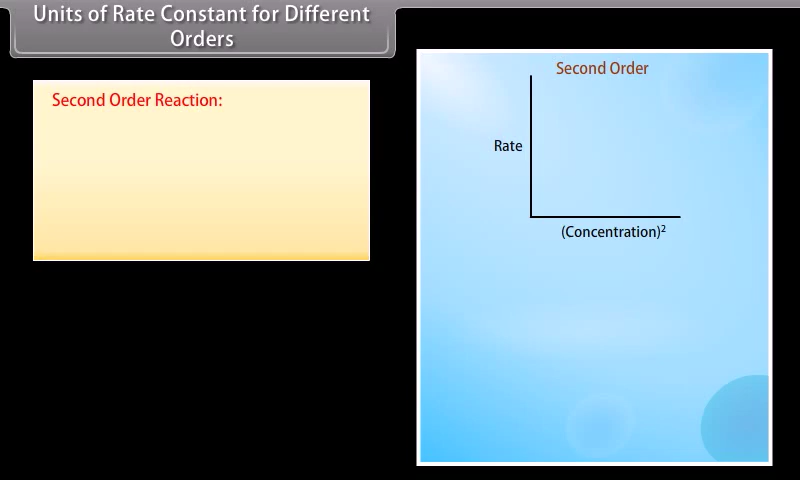 Units of Rate Constant for Different
Orders
Second Order Reaction:
Second Order
Rate
(Concentration)²